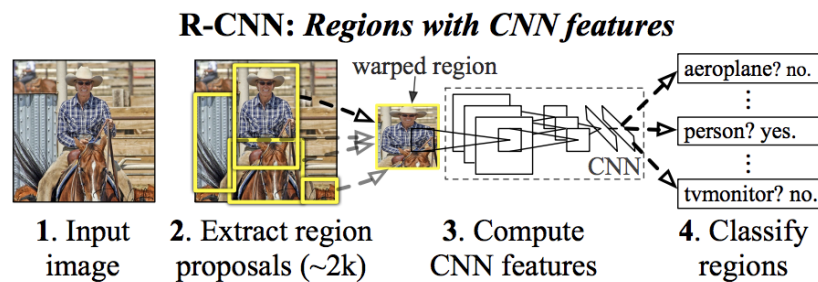 R-CNN: Regions with CNN features
warped region
aeroplane? no.
⋮
person? yes.
⋮
tvmonitor? no.
CNN
1. Input
image
2. Extract region
proposals (~2k)
3. Compute
CNN features
4. Classify
regions